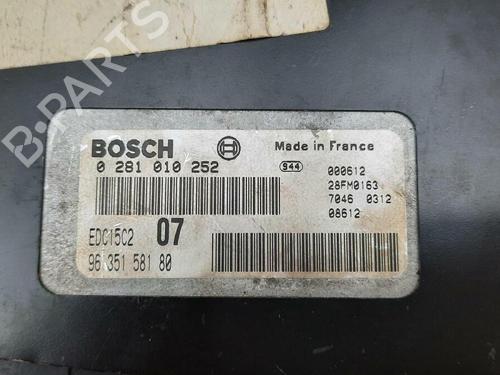 BOSCH
Made in France
0 281 010 252
944
000612
28FM0163
7046 0312
08612
EDC15C2 07
96 351 581 80
B-PARTS